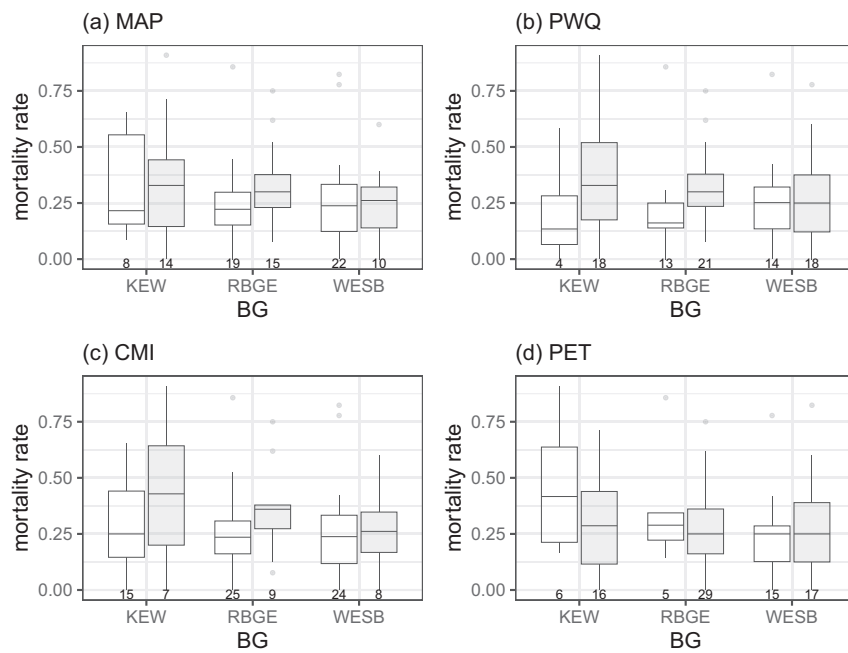 (a) MAP
mortality rate
0.75
0.50
0.25
0.00
8 14 19 15 22 10
KEW RBGE WESB
BG
(b) PWQ
mortality rate
0.75
0.50
0.25
0.00
4 18 13 21 14 18
KEW RBGE WESB
BG
(c) CMI
mortality rate
0.75
0.50
0.25
0.00
15 7 25 9 24 8
KEW RBGE WESB
BG
(d) PET
mortality rate
0.75
0.50
0.25
0.00
6 16 5 29 15 17
KEW RBGE WESB
BG